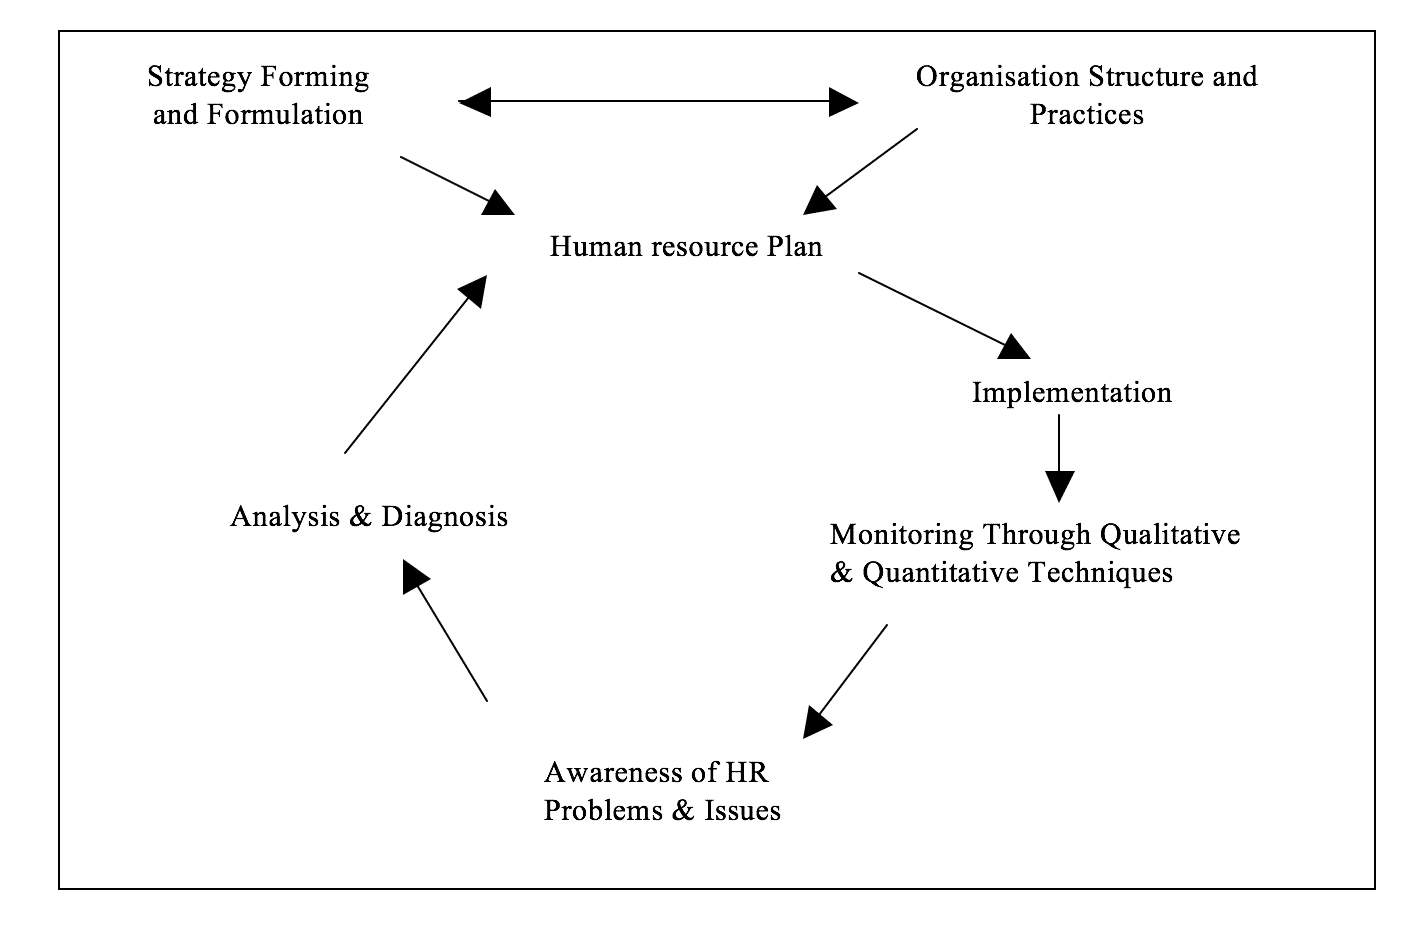 Strategy Forming
and Formulation
Organisation Structure and
Practices
Human resource Plan
Implementation
Analysis & Diagnosis
Monitoring Through Qualitative
& Quantitative Techniques
Awareness of HR
Problems & Issues